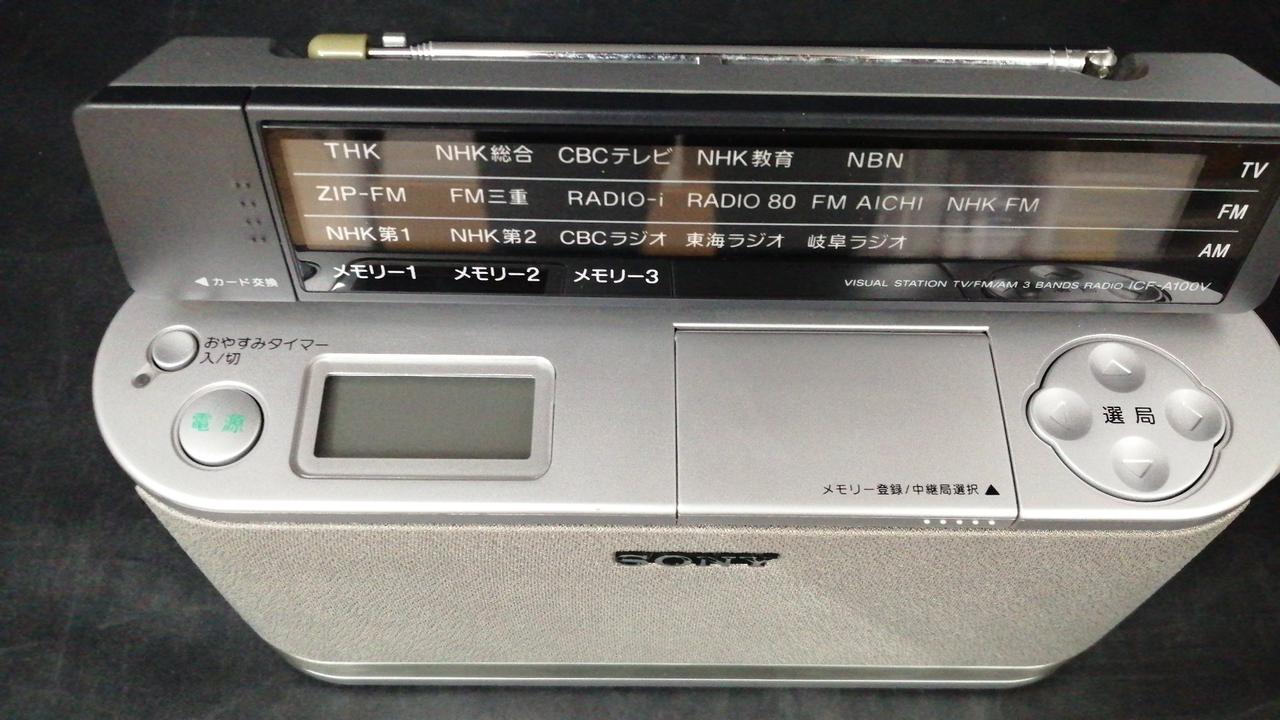 THK NHK総合 CBCテレビ NHK教育 NBN TV
ZIP-FM FM三重 RADIO-i RADIO 80 FM AICHI NHK FM FM
NHK第1 NHK第2 CBCラジオ 東海ラジオ 岐阜ラジオ AM
メモリー1 メモリー2 メモリー3
◀ カード交換
VISUAL STATION TV/FM/AM 3 BANDS RADIO ICF-A100V
おやすみタイマー
入/切
電源
選局
メモリー登録/中継局選択 ▲
SONY